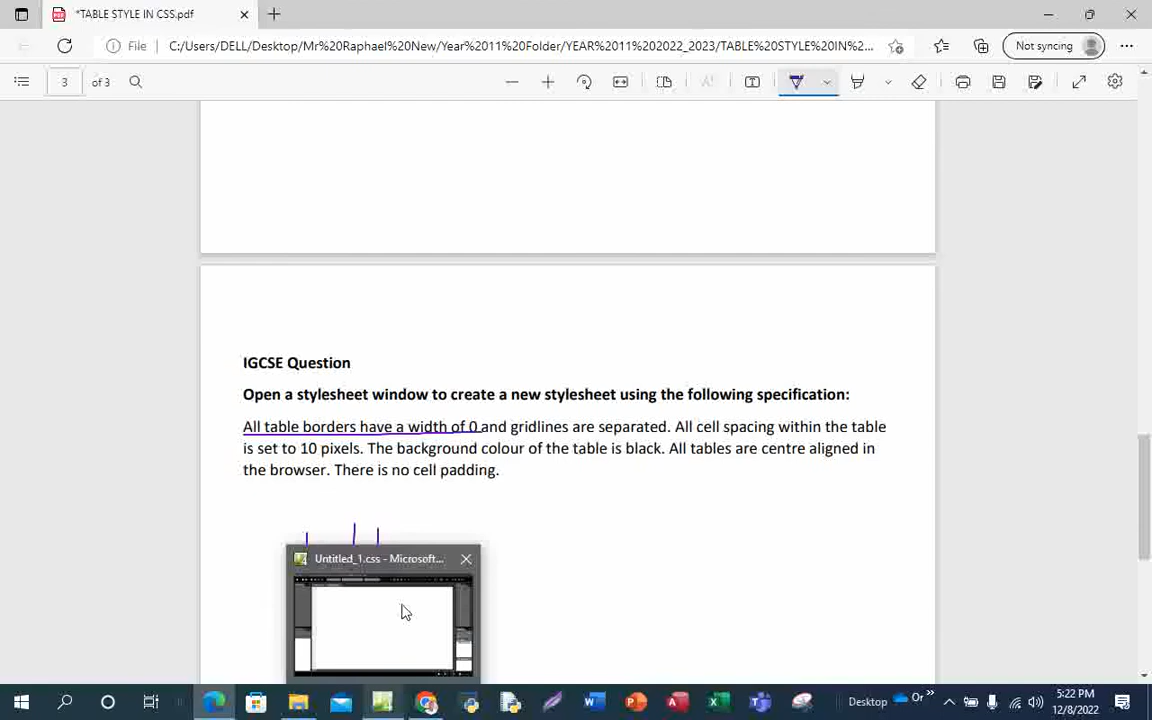 *TABLE STYLE IN CSS.pdf
File
C:/Users/DELL/Desktop/Mr%20Raphael%20New/Year%2011%20Folder/YEAR%2011%202022_2023/TABLE%20STYLE%20IN%2...
Not syncing
3 of 3
IGCSE Question
Open a stylesheet window to create a new stylesheet using the following specification:
All table borders have a width of 0 and gridlines are separated. All cell spacing within the table
is set to 10 pixels. The background colour of the table is black. All tables are centre aligned in
the browser. There is no cell padding.
Untitled_1.css - Microsoft...
Desktop
Or
5:22 PM
12/8/2022